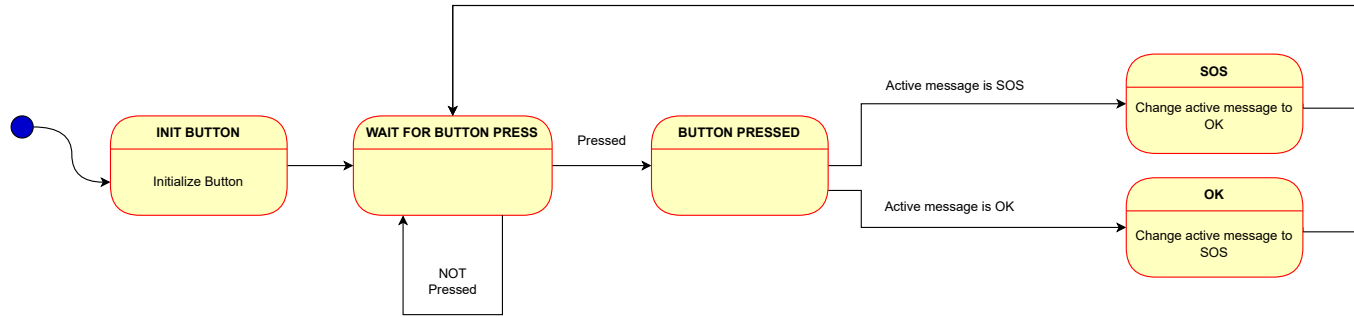 INIT BUTTON
Initialize Button
WAIT FOR BUTTON PRESS
NOT
Pressed
Pressed
BUTTON PRESSED
Active message is SOS
Active message is OK
SOS
Change active message to
OK
OK
Change active message to
SOS